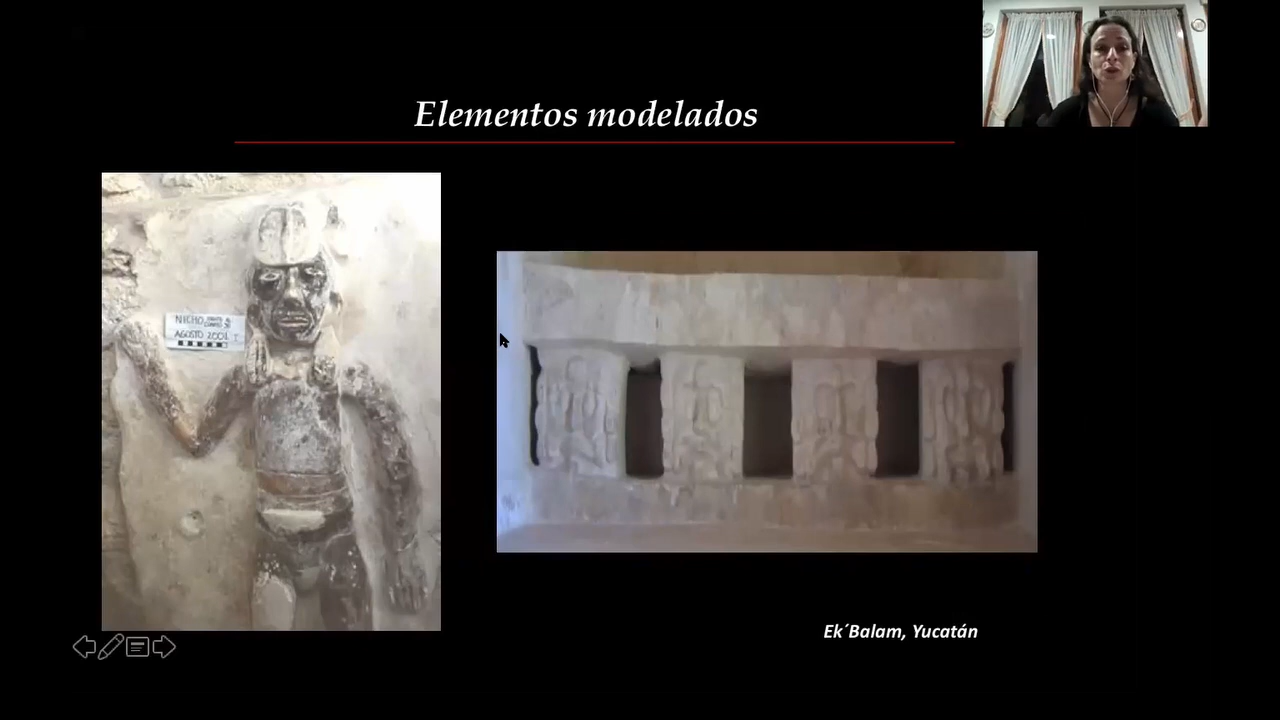 Elementos modelados
NICHO
AGOSTO 2001
Ek´Balam, Yucatán